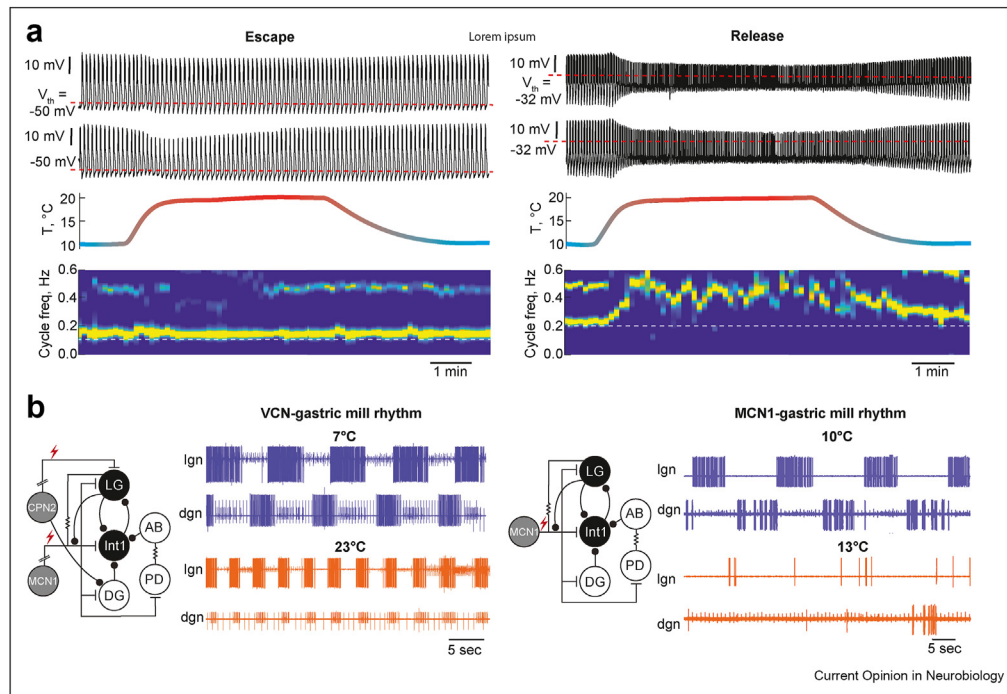 a
Escape
Lorem ipsum
Release
10 mV
Vth =
-50 mV
10 mV
-50 mV
10 mV
Vth =
-32 mV
10 mV
-32 mV
T, °C
20
10
T, °C
20
10
Cycle freq, Hz
0.6
0.4
0.2
0.0
1 min
Cycle freq, Hz
0.6
0.4
0.2
0.0
1 min
b
VCN-gastric mill rhythm
7°C
lgn
dgn
23°C
lgn
dgn
5 sec
LG
CPN2
Int1
AB
MCN1
DG
PD
MCN1-gastric mill rhythm
10°C
lgn
dgn
13°C
lgn
dgn
5 sec
LG
MCN1
Int1
AB
DG
PD
Current Opinion in Neurobiology